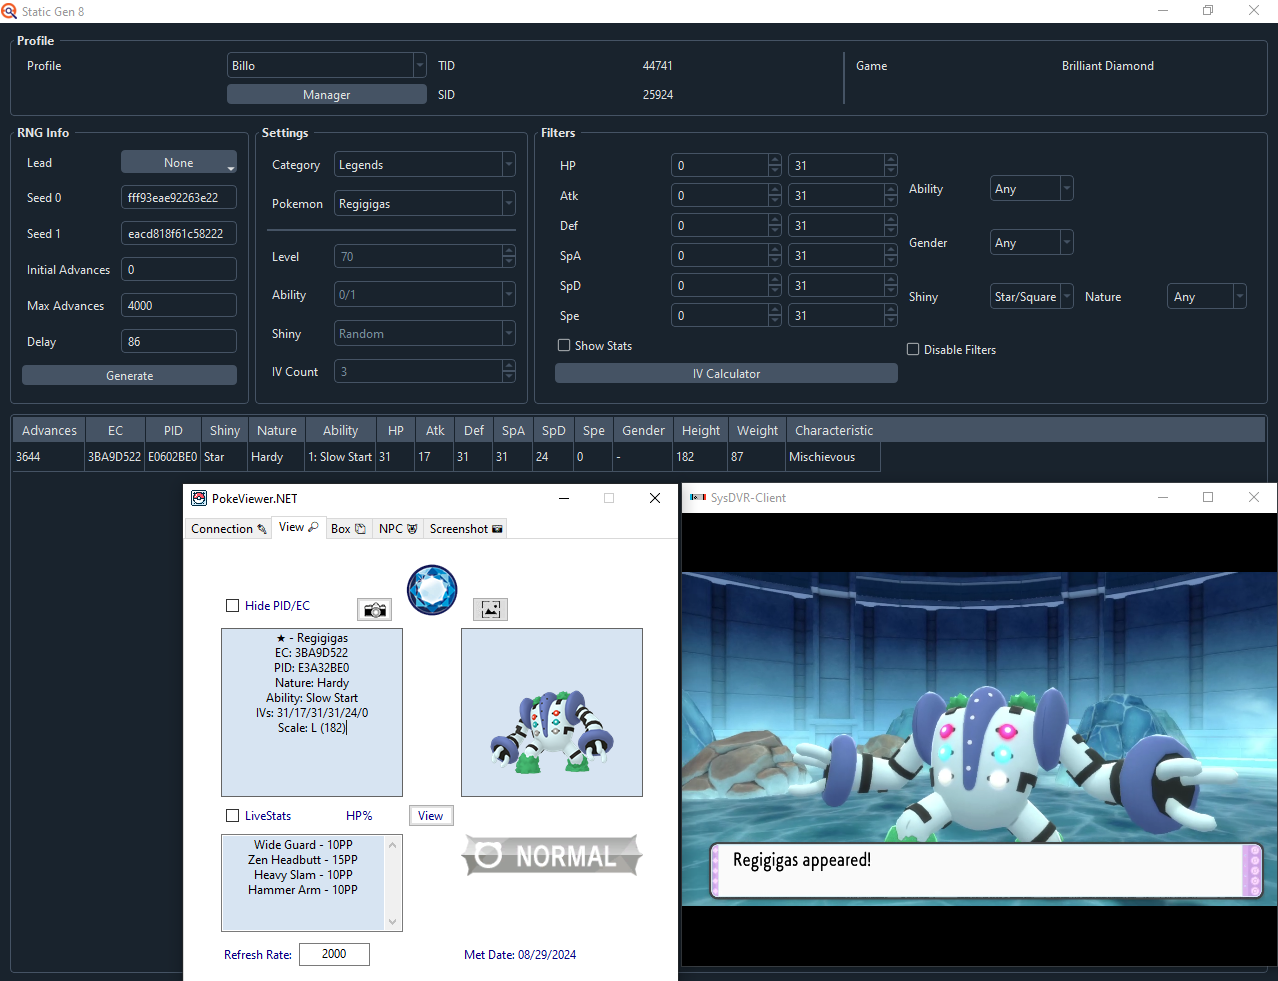 Static Gen 8
Profile
Profile Billo TID 44741 Game Brilliant Diamond
Manager SID 25924
RNG Info
Lead None
Seed 0 fff93eae92263e22
Seed 1 eacd818f61c58222
Initial Advances 0
Max Advances 4000
Delay 86
Generate
Settings
Category Legends
Pokemon Regigigas
Level 70
Ability 0/1
Shiny Random
IV Count 3
Filters
HP 0 31
Atk 0 31
Def 0 31
SpA 0 31
SpD 0 31
Spe 0 31
Show Stats
IV Calculator
Ability Any
Gender Any
Shiny Star/Square Nature Any
Disable Filters
Advances EC PID Shiny Nature Ability HP Atk Def SpA SpD Spe Gender Height Weight Characteristic
3644 3BA9D522 E0602BE0 Star Hardy 1: Slow Start 31 17 31 31 24 0 - 182 87 Mischievous
PokeViewer.NET
Connection View Box NPC Screenshot
Hide PID/EC
★ - Regigigas
EC: 3BA9D522
PID: E3A32BE0
Nature: Hardy
Ability: Slow Start
IVs: 31/17/31/31/24/0
Scale: L (182)
LiveStats HP% View
Wide Guard - 10PP
Zen Headbutt - 15PP
Heavy Slam - 10PP
Hammer Arm - 10PP
NORMAL
Refresh Rate: 2000
Met Date: 08/29/2024
SysDVR-Client
Regigigas appeared!